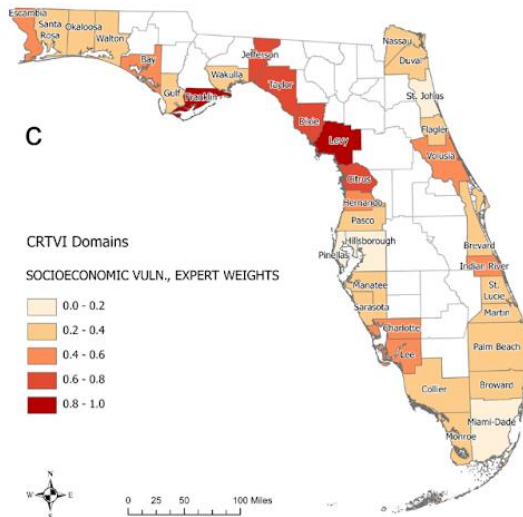 Escambia
Santa
Rosa
Okaloosa
Walton
Bay
Gulf
Franklin
Wakulla
Jefferson
Taylor
Dixie
Levy
Citrus
Hernando
Pasco
Hillsborough
Pinellas
Manatee
Sarasota
Charlotte
Lee
Collier
Monroe
Nassau
Duval
St. Johns
Flagler
Volusia
Brevard
Indian River
St.
Lucie
Martin
Palm Beach
Broward
Miami-Dade
C
CRTVI Domains
SOCIOECONOMIC VULN., EXPERT WEIGHTS
0.0 - 0.2
0.2 - 0.4
0.4 - 0.6
0.6 - 0.8
0.8 - 1.0
N
W E
S
0 25 50 100 Miles